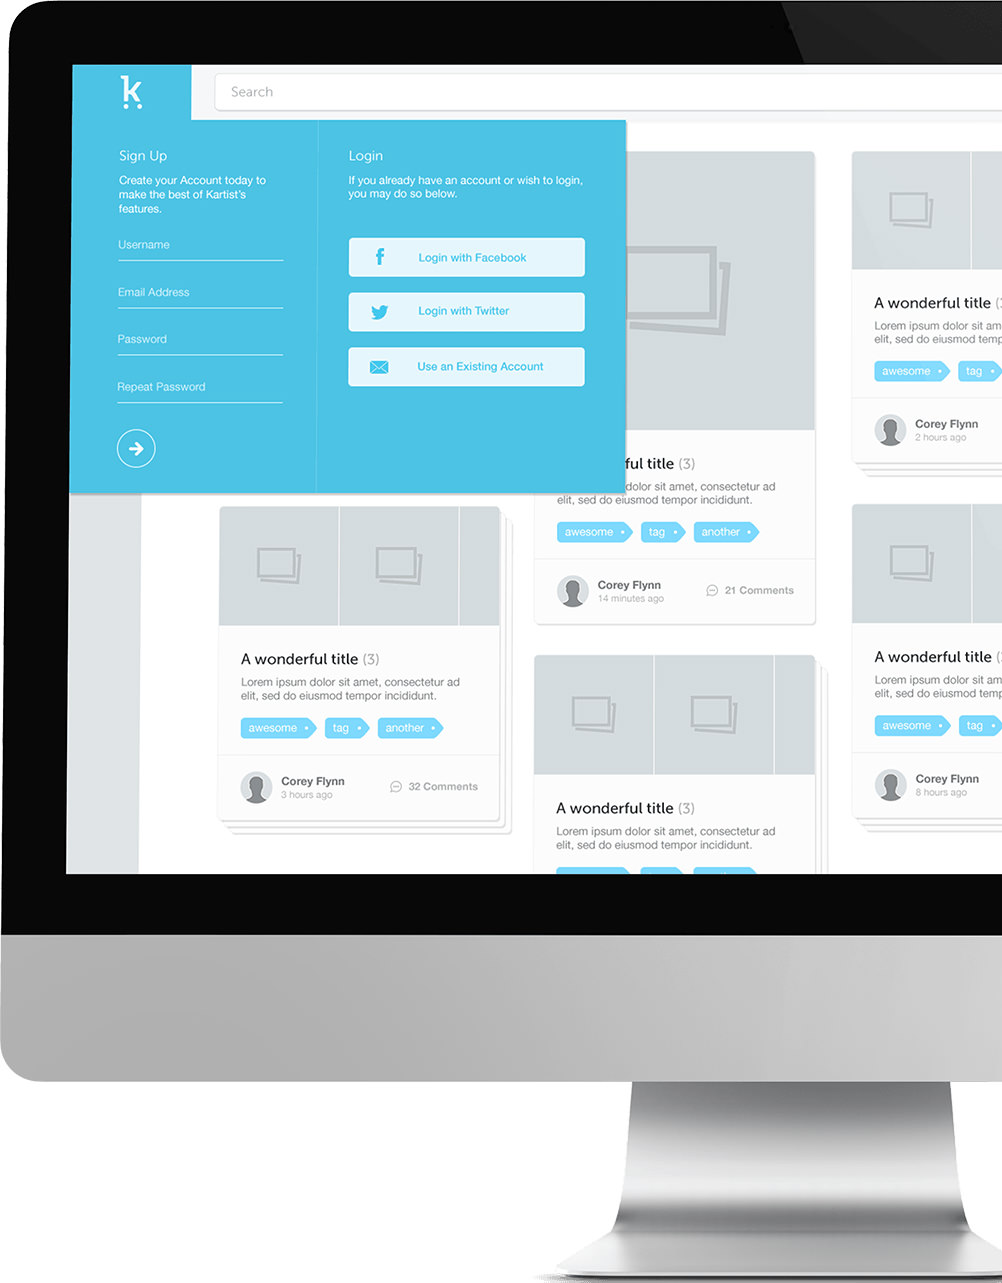 k
Search
Sign Up
Create your Account today to
make the best of Kartist's
features.
Username
Email Address
Password
Repeat Password
Login
If you already have an account or wish to login,
you may do so below.
Login with Facebook
Login with Twitter
Use an Existing Account
A wonderful title (3)
Lorem ipsum dolor sit amet, consectetur ad
elit, sed do eiusmod tempor incididunt.
awesome
tag
another
Corey Flynn
3 hours ago
32 Comments
ful title (3)
dolor sit amet, consectetur ad
elit, sed do eiusmod tempor incididunt.
awesome
tag
another
Corey Flynn
14 minutes ago
21 Comments
A wonderful title (3)
Lorem ipsum dolor sit amet, consectetur ad
elit, sed do eiusmod tempor incididunt.
A wonderful title
Lorem ipsum dolor sit am
elit, sed do eiusmod temp
awesome
tag
Corey Flynn
2 hours ago
A wonderful title
Lorem ipsum dolor sit am
elit, sed do eiusmod temp
awesome
tag
Corey Flynn
8 hours ago